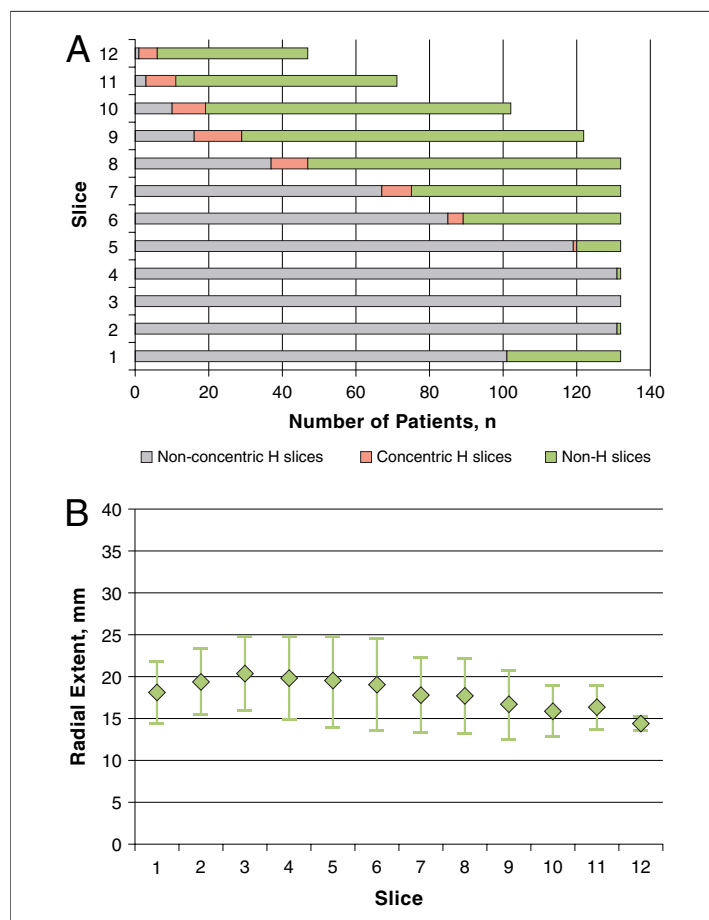 A
12
11
10
9
8
7
6
5
4
3
2
1
Slice
0 20 40 60 80 100 120 140
Number of Patients, n
Non-concentric H slices Concentric H slices Non-H slices
B
40
35
30
25
20
15
10
5
0
Radial Extent, mm
1 2 3 4 5 6 7 8 9 10 11 12
Slice